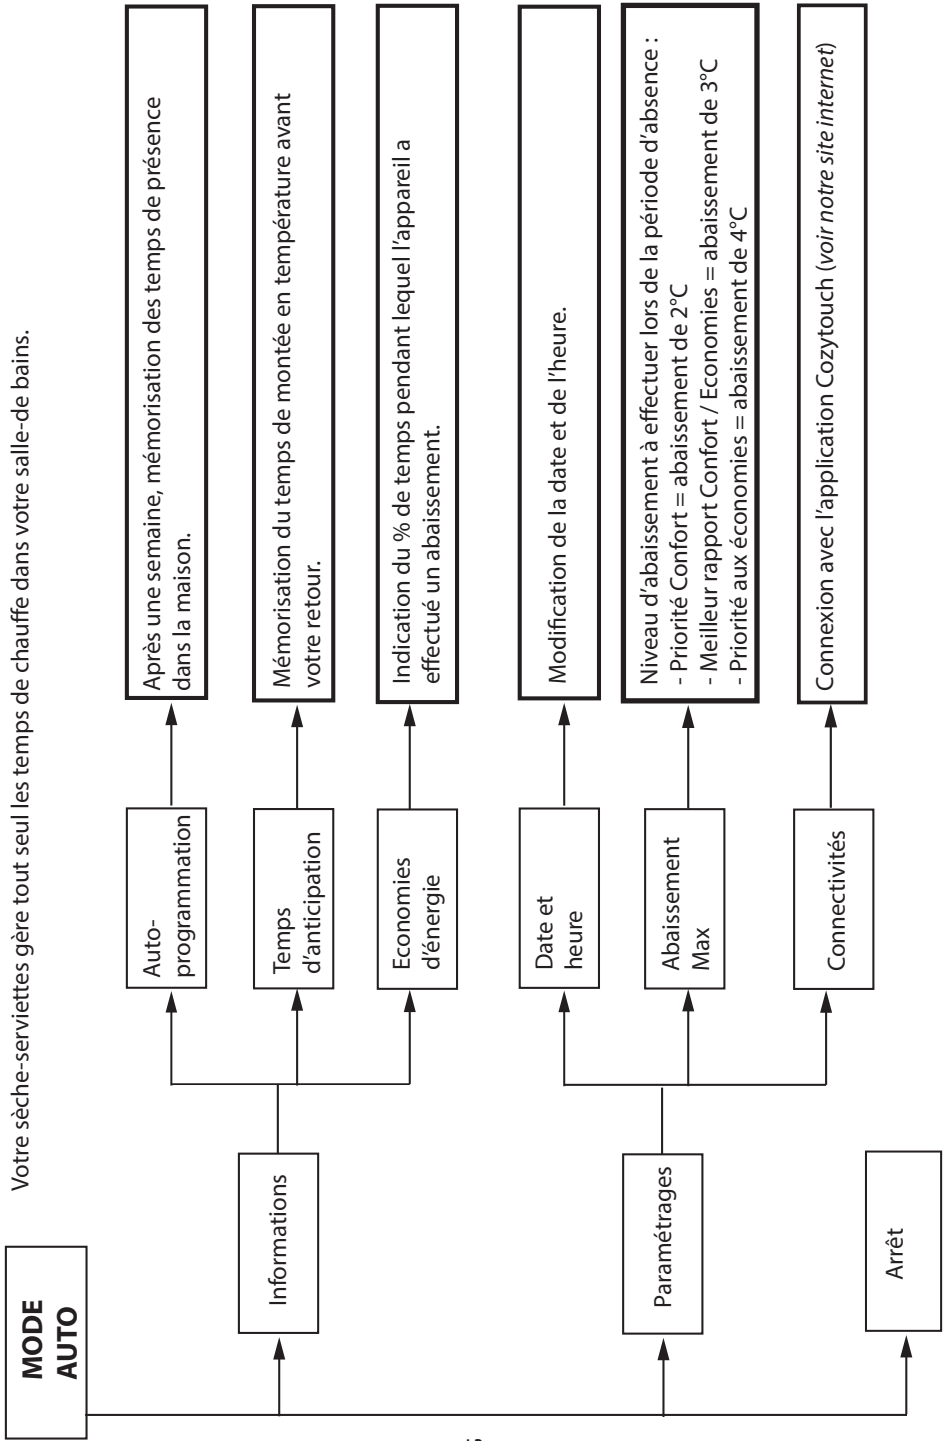 MODE
AUTO
Votre sèche-serviettes gère tout seul les temps de chauffe dans votre salle-de bains.
Informations
Auto-
programmation
Après une semaine, mémorisation des temps de présence
dans la maison.
Temps
d'anticipation
Mémorisation du temps de montée en température avant
votre retour.
Economies
d'énergie
Indication du % de temps pendant lequel l'appareil a
effectué un abaissement.
Paramétrages
Date et
heure
Modification de la date et de l'heure.
Abaissement
Max
Niveau d'abaissement à effectuer lors de la période d'absence :
- Priorité Confort = abaissement de 2°C
- Meilleur rapport Confort / Economies = abaissement de 3°C
- Priorité aux économies = abaissement de 4°C
Connectivités
Connexion avec l'application Cozytouch (voir notre site internet)
Arrêt